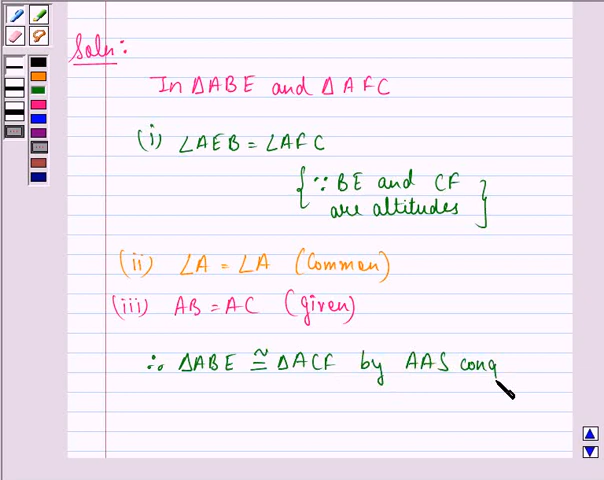 Soln:
In ΔABE and ΔAFC
(i) ∠AEB = ∠AFC
{∵ BE and CF
are altitudes}
(ii) ∠A = ∠A (Common)
(iii) AB = AC (given)
∴ ΔABE ≅ ΔACF by AAS cong